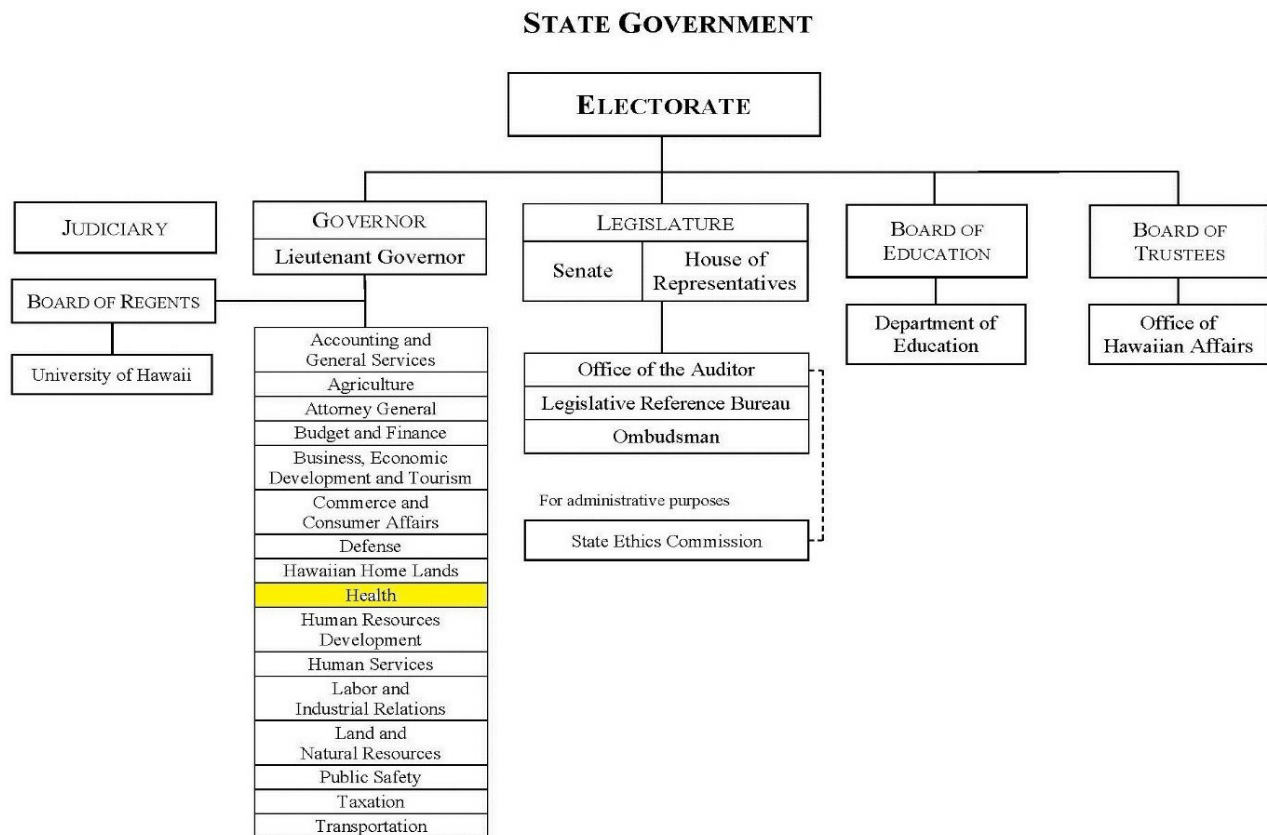 STATE GOVERNMENT
ELECTORATE
JUDICIARY
BOARD OF REGENTS
University of Hawaii
GOVERNOR
Lieutenant Governor
Accounting and
General Services
Agriculture
Attorney General
Budget and Finance
Business, Economic
Development and Tourism
Commerce and
Consumer Affairs
Defense
Hawaiian Home Lands
Health
Human Resources
Development
Human Services
Labor and
Industrial Relations
Land and
Natural Resources
Public Safety
Taxation
Transportation
LEGISLATURE
Senate
House of
Representatives
Office of the Auditor
Legislative Reference Bureau
Ombudsman
For administrative purposes
State Ethics Commission
BOARD OF
EDUCATION
Department of
Education
BOARD OF
TRUSTEES
Office of
Hawaiian Affairs